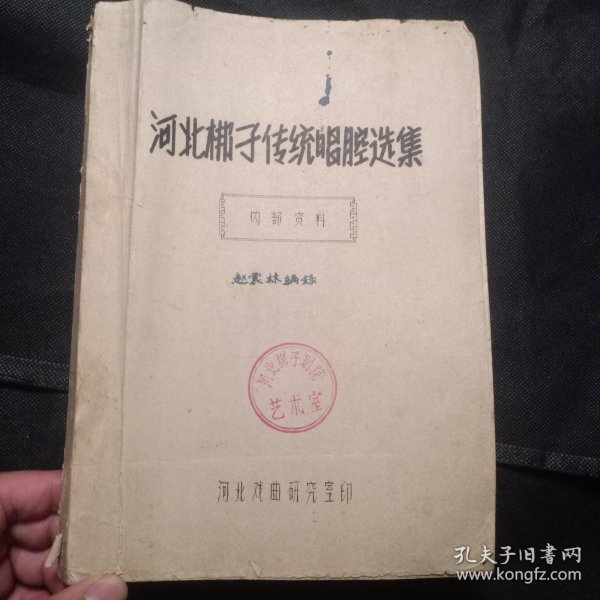 河北梆子传统唱腔选集
内部资料
赵云林编录
河北梆子剧院
艺术室
河北戏曲研究室印
孔夫子旧书网
www.kongfz.com